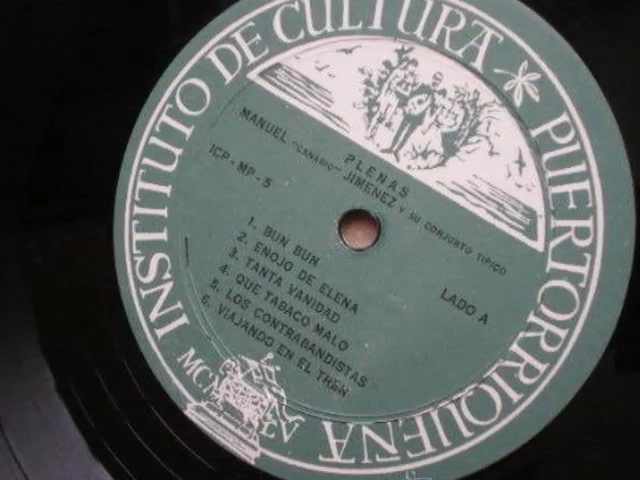 INSTITUTO DE CULTURA PUERTORRIQUEÑA
PLENAS
MANUEL "CANARIO" JIMENEZ Y SU CONJUNTO TIPICO
ICP - MP - 5
LADO A
1. BUN BUN
2. ENOJO DE ELENA
3. TANTA VANIDAD
4. QUE TABACO MALO
5. LOS CONTRABANDISTAS
6. VIAJANDO EN EL TREN